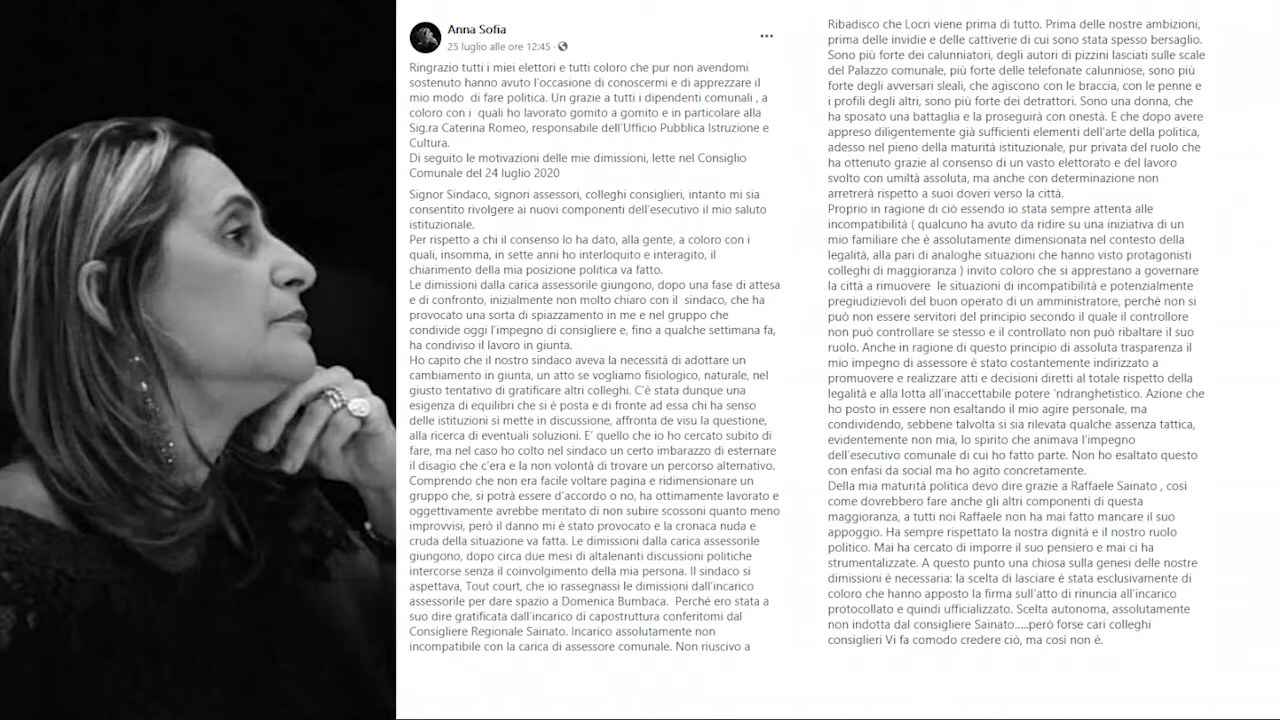 Anna Sofia
25 luglio alle ore 12:45 ·
Ringrazio tutti i miei elettori e tutti coloro che pur non avendomi
sostenuto hanno avuto l'occasione di conoscermi e di apprezzare il
mio modo di fare politica. Un grazie a tutti i dipendenti comunali , a
coloro con i quali ho lavorato gomito a gomito e in particolare alla
Sig.ra Caterina Romeo, responsabile dell'Ufficio Pubblica Istruzione e
Cultura.
Di seguito le motivazioni delle mie dimissioni, lette nel Consiglio
Comunale del 24 luglio 2020
Signor Sindaco, signori assessori, colleghi consiglieri, intanto mi sia
consentito rivolgere ai nuovi componenti dell'esecutivo il mio saluto
istituzionale.
Per rispetto a chi il consenso lo ha dato, alla gente, a coloro con i
quali, insomma, in sette anni ho interloquito e interagito, il
chiarimento della mia posizione politica va fatto.
Le dimissioni dalla carica assessorile giungono, dopo una fase di attesa
e di confronto, inizialmente non molto chiaro con il sindaco, che ha
provocato una sorta di spiazzamento in me e nel gruppo che
condivide oggi l'impegno di consigliere e, fino a qualche settimana fa,
ha condiviso il lavoro in giunta.
Ho capito che il nostro sindaco aveva la necessità di adottare un
cambiamento in giunta, un atto se vogliamo fisiologico, naturale, nel
giusto tentativo di gratificare altri colleghi. C'è stata dunque una
esigenza di equilibri che si è posta e di fronte ad essa chi ha senso
delle istituzioni si mette in discussione, affronta de visu la questione,
alla ricerca di eventuali soluzioni. E' quello che io ho cercato subito di
fare, ma nel caso ho colto nel sindaco un certo imbarazzo di esternare
il disagio che c'era e la non volontà di trovare un percorso alternativo.
Comprendo che non era facile voltare pagina e ridimensionare un
gruppo che, si potrà essere d'accordo o no, ha ottimamente lavorato e
oggettivamente avrebbe meritato di non subire scossoni quanto meno
improvvisi, però il danno mi è stato provocato e la cronaca nuda e
cruda della situazione va fatta. Le dimissioni dalla carica assessorile
giungono, dopo circa due mesi di altalenanti discussioni politiche
intercorse senza il coinvolgimento della mia persona. Il sindaco si
aspettava, Tout court, che io rassegnassi le dimissioni dall'incarico
assessorile per dare spazio a Domenica Bumbaca. Perché ero stata a
suo dire gratificata dall'incarico di capostruttura conferitomi dal
Consigliere Regionale Sainato. Incarico assolutamente non
incompatibile con la carica di assessore comunale. Non riuscivo a
Ribadisco che Locri viene prima di tutto. Prima delle nostre ambizioni,
prima delle invidie e delle cattiverie di cui sono stata spesso bersaglio.
Sono più forte dei calunniatori, degli autori di pizzini lasciati sulle scale
del Palazzo comunale, più forte delle telefonate calunniose, sono più
forte degli avversari sleali, che agiscono con le braccia, con le penne e
i profili degli altri, sono più forte dei detrattori. Sono una donna, che
ha sposato una battaglia e la proseguirà con onestà. E che dopo avere
appreso diligentemente già sufficienti elementi dell'arte della politica,
adesso nel pieno della maturità istituzionale, pur privata del ruolo che
ha ottenuto grazie al consenso di un vasto elettorato e del lavoro
svolto con umiltà assoluta, ma anche con determinazione non
arretrerà rispetto a suoi doveri verso la città.
Proprio in ragione di ciò essendo io stata sempre attenta alle
incompatibilità ( qualcuno ha avuto da ridire su una iniziativa di un
mio familiare che è assolutamente dimensionata nel contesto della
legalità, alla pari di analoghe situazioni che hanno visto protagonisti
colleghi di maggioranza ) invito coloro che si apprestano a governare
la città a rimuovere le situazioni di incompatibilità e potenzialmente
pregiudizievoli del buon operato di un amministratore, perchè non si
può non essere servitori del principio secondo il quale il controllore
non può controllare se stesso e il controllato non può ribaltare il suo
ruolo. Anche in ragione di questo principio di assoluta trasparenza il
mio impegno di assessore è stato costantemente indirizzato a
promuovere e realizzare atti e decisioni diretti al totale rispetto della
legalità e alla lotta all'inaccettabile potere 'ndranghetistico. Azione che
ho posto in essere non esaltando il mio agire personale, ma
condividendo, sebbene talvolta si sia rilevata qualche assenza tattica,
evidentemente non mia, lo spirito che animava l'impegno
dell'esecutivo comunale di cui ho fatto parte. Non ho esaltato questo
con enfasi da social ma ho agito concretamente.
Della mia maturità politica devo dire grazie a Raffaele Sainato , così
come dovrebbero fare anche gli altri componenti di questa
maggioranza, a tutti noi Raffaele non ha mai fatto mancare il suo
appoggio. Ha sempre rispettato la nostra dignità e il nostro ruolo
politico. Mai ha cercato di imporre il suo pensiero e mai ci ha
strumentalizzate. A questo punto una chiosa sulla genesi delle nostre
dimissioni è necessaria: la scelta di lasciare è stata esclusivamente di
coloro che hanno apposto la firma sull'atto di rinuncia all'incarico
protocollato e quindi ufficializzato. Scelta autonoma, assolutamente
non indotta dal consigliere Sainato.....però forse cari colleghi
consiglieri Vi fa comodo credere ciò, ma così non è.